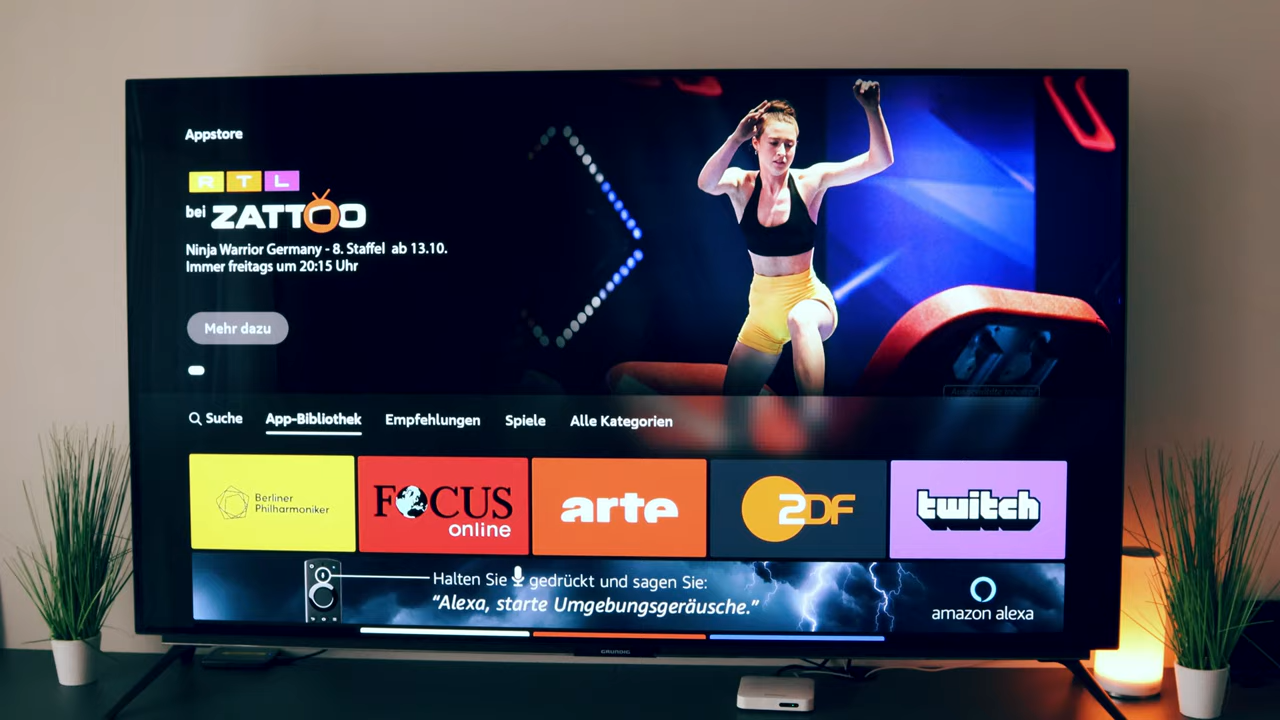 Appstore
RTL
bei ZATTOO
Ninja Warrior Germany - 8. Staffel ab 13.10.
Immer freitags um 20:15 Uhr
Mehr dazu
Suche App-Bibliothek Empfehlungen Spiele Alle Kategorien
Berliner
Philharmoniker
FOCUS
online
arte
ZDF
twitch
Halten Sie gedrückt und sagen Sie:
“Alexa, starte Umgebungsgeräusche.”
amazon alexa
GRUNDIG